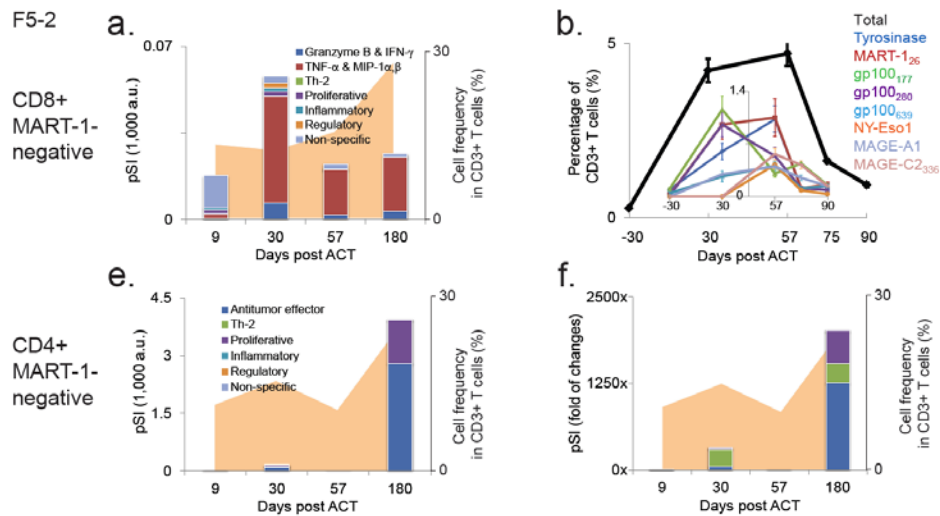 F5-2
CD8+
MART-1-
negative
a.
0.07
0
pSI (1,000 a.u.)
Granzyme B & IFN-γ
TNF-α & MIP-1α,β
Th-2
Proliferative
Inflammatory
Regulatory
Non-specific
30
0
Cell frequency
in CD3+ T cells (%)
9 30 57 180
Days post ACT
b.
5
0
Percentage of
CD3+ T cells (%)
1.4
0
-30 30 57 90
-30 30 57 75 90
Days post ACT
Total
Tyrosinase
MART-1₂₆
gp100₁₇₇
gp100₂₈₀
gp100₆₃₉
NY-Eso1
MAGE-A1
MAGE-C2₃₃₆
CD4+
MART-1-
negative
e.
4.5
3
1.5
0
pSI (1,000 a.u.)
Antitumor effector
Th-2
Proliferative
Inflammatory
Regulatory
Non-specific
30
0
Cell frequency
in CD3+ T cells (%)
9 30 57 180
Days post ACT
f.
2500x
1250x
0x
pSI (fold of changes)
30
0
Cell frequency
in CD3+ T cells (%)
9 30 57 180
Days post ACT